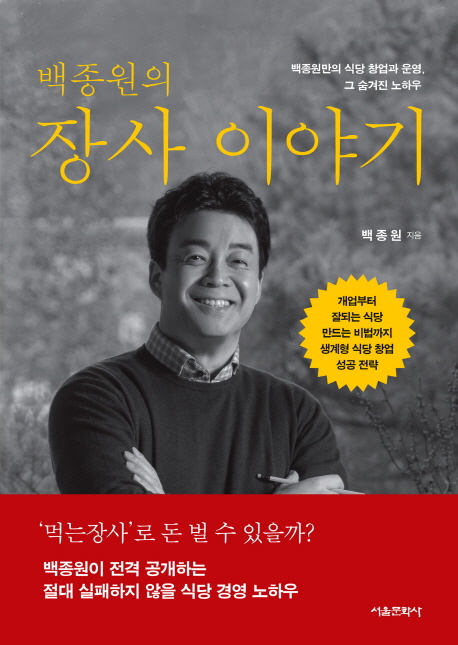 백종원만의 식당 창업과 운영,
그 숨겨진 노하우
백종원의
장사 이야기
백종원 지음
개업부터
잘되는 식당
만드는 비법까지
생계형 식당 창업
성공 전략
‘먹는장사’로 돈 벌 수 있을까?
백종원이 전격 공개하는
절대 실패하지 않을 식당 경영 노하우
서울문화사